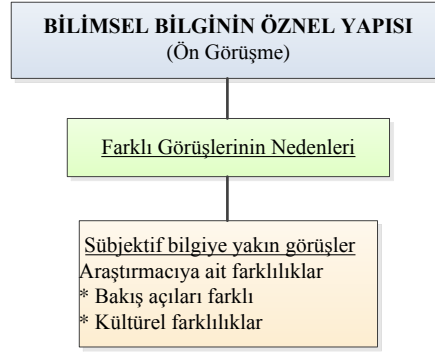 BİLİMSEL BİLGİNİN ÖZNEL YAPISI
(Ön Görüşme)
Farklı Görüşlerinin Nedenleri
Sübjektif bilgiye yakın görüşler
Araştırmacıya ait farklılıklar
* Bakış açıları farklı
* Kültürel farklılıklar